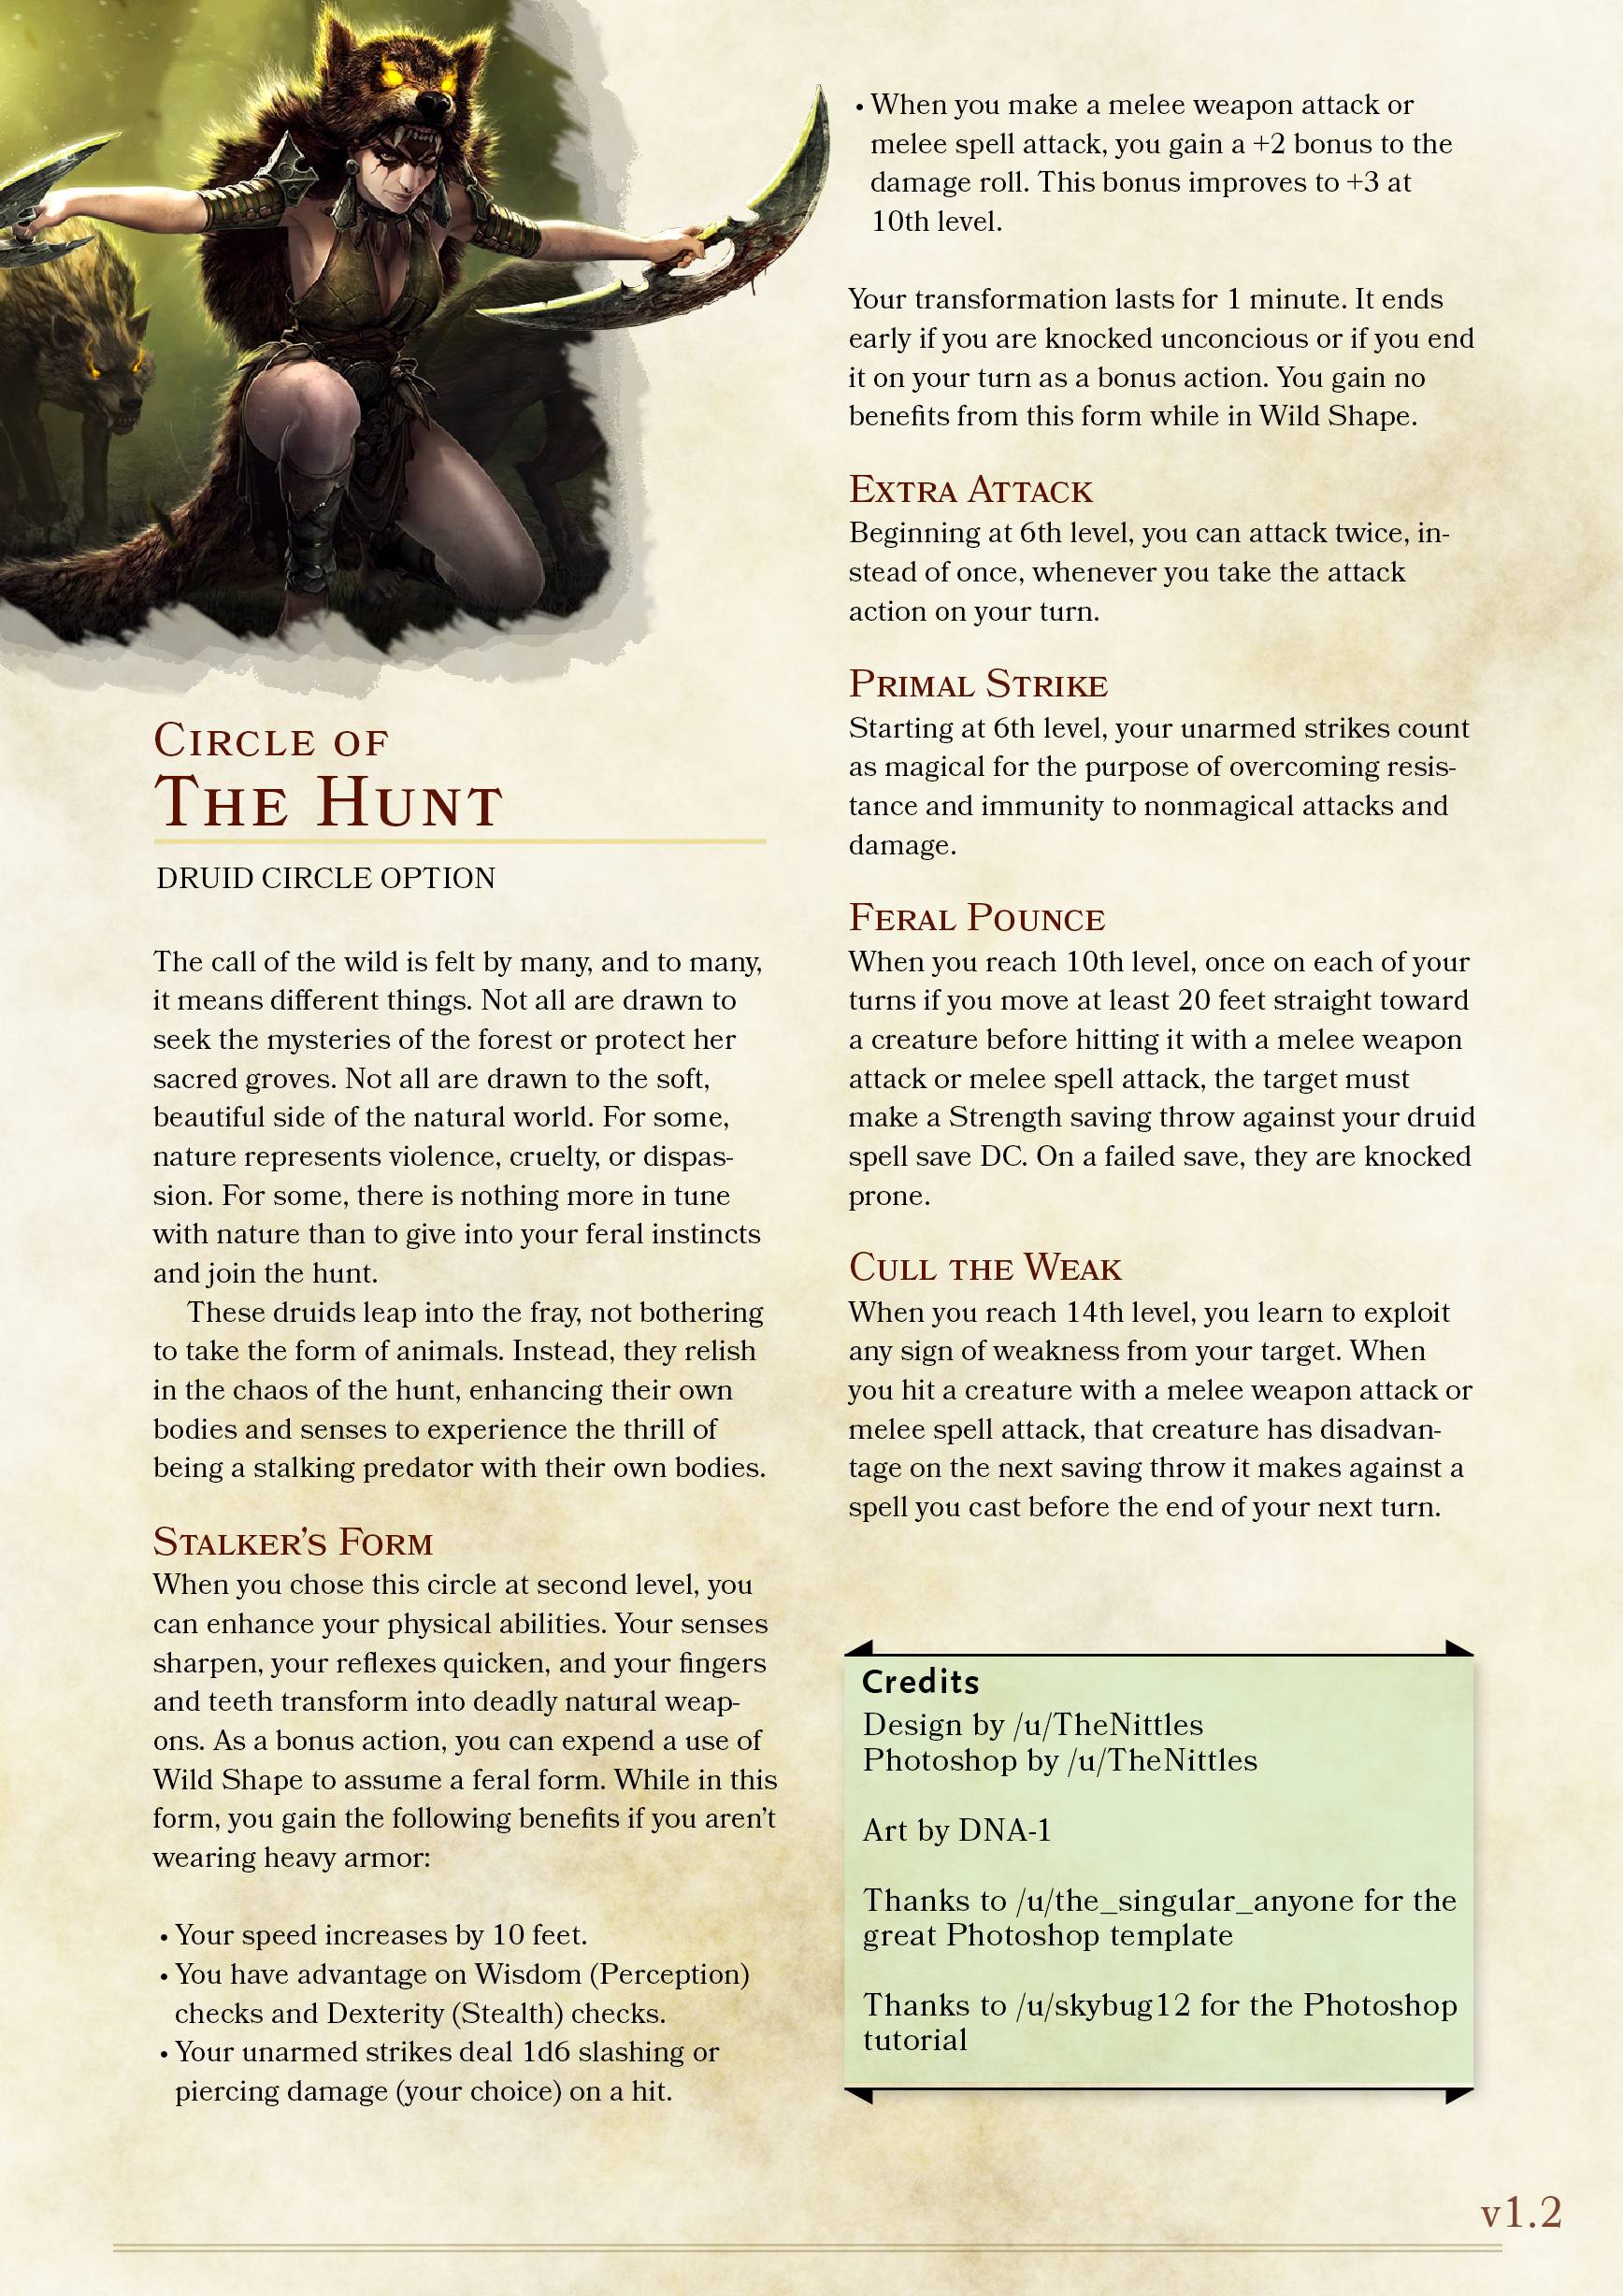 Circle of
The Hunt
DRUID CIRCLE OPTION
The call of the wild is felt by many, and to many,
it means different things. Not all are drawn to
seek the mysteries of the forest or protect her
sacred groves. Not all are drawn to the soft,
beautiful side of the natural world. For some,
nature represents violence, cruelty, or dispas-
sion. For some, there is nothing more in tune
with nature than to give into your feral instincts
and join the hunt.
These druids leap into the fray, not bothering
to take the form of animals. Instead, they relish
in the chaos of the hunt, enhancing their own
bodies and senses to experience the thrill of
being a stalking predator with their own bodies.
Stalker's Form
When you chose this circle at second level, you
can enhance your physical abilities. Your senses
sharpen, your reflexes quicken, and your fingers
and teeth transform into deadly natural weap-
ons. As a bonus action, you can expend a use of
Wild Shape to assume a feral form. While in this
form, you gain the following benefits if you aren't
wearing heavy armor:
• Your speed increases by 10 feet.
• You have advantage on Wisdom (Perception)
checks and Dexterity (Stealth) checks.
• Your unarmed strikes deal 1d6 slashing or
piercing damage (your choice) on a hit.
• When you make a melee weapon attack or
melee spell attack, you gain a +2 bonus to the
damage roll. This bonus improves to +3 at
10th level.
Your transformation lasts for 1 minute. It ends
early if you are knocked unconcious or if you end
it on your turn as a bonus action. You gain no
benefits from this form while in Wild Shape.
Extra Attack
Beginning at 6th level, you can attack twice, in-
stead of once, whenever you take the attack
action on your turn.
Primal Strike
Starting at 6th level, your unarmed strikes count
as magical for the purpose of overcoming resis-
tance and immunity to nonmagical attacks and
damage.
Feral Pounce
When you reach 10th level, once on each of your
turns if you move at least 20 feet straight toward
a creature before hitting it with a melee weapon
attack or melee spell attack, the target must
make a Strength saving throw against your druid
spell save DC. On a failed save, they are knocked
prone.
Cull the Weak
When you reach 14th level, you learn to exploit
any sign of weakness from your target. When
you hit a creature with a melee weapon attack or
melee spell attack, that creature has disadvan-
tage on the next saving throw it makes against a
spell you cast before the end of your next turn.
Credits
Design by /u/TheNittles
Photoshop by /u/TheNittles
Art by DNA-1
Thanks to /u/the_singular_anyone for the
great Photoshop template
Thanks to /u/skybug12 for the Photoshop
tutorial
v1.2